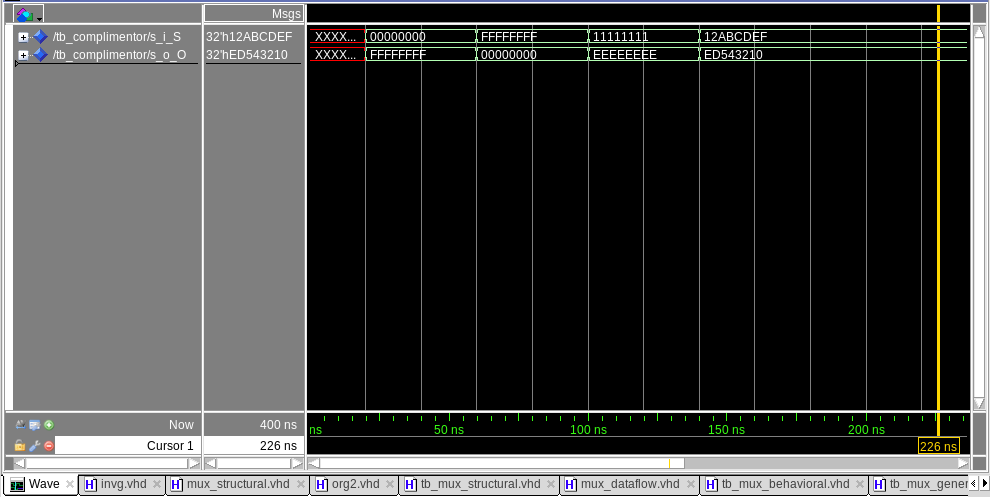 Msgs
/tb_complimentor/s_i_S 32'h12ABCDEF XXXX... 00000000 FFFFFFFF 11111111 12ABCDEF
/tb_complimentor/s_o_O 32'hED543210 XXXX... FFFFFFFF 00000000 EEEEEEEE ED543210
Now 400 ns ns 50 ns 100 ns 150 ns 200 ns
Cursor 1 226 ns 226 ns
Wave invg.vhd mux_structural.vhd org2.vhd tb_mux_structural.vhd mux_dataflow.vhd tb_mux_behavioral.vhd tb_mux_gener